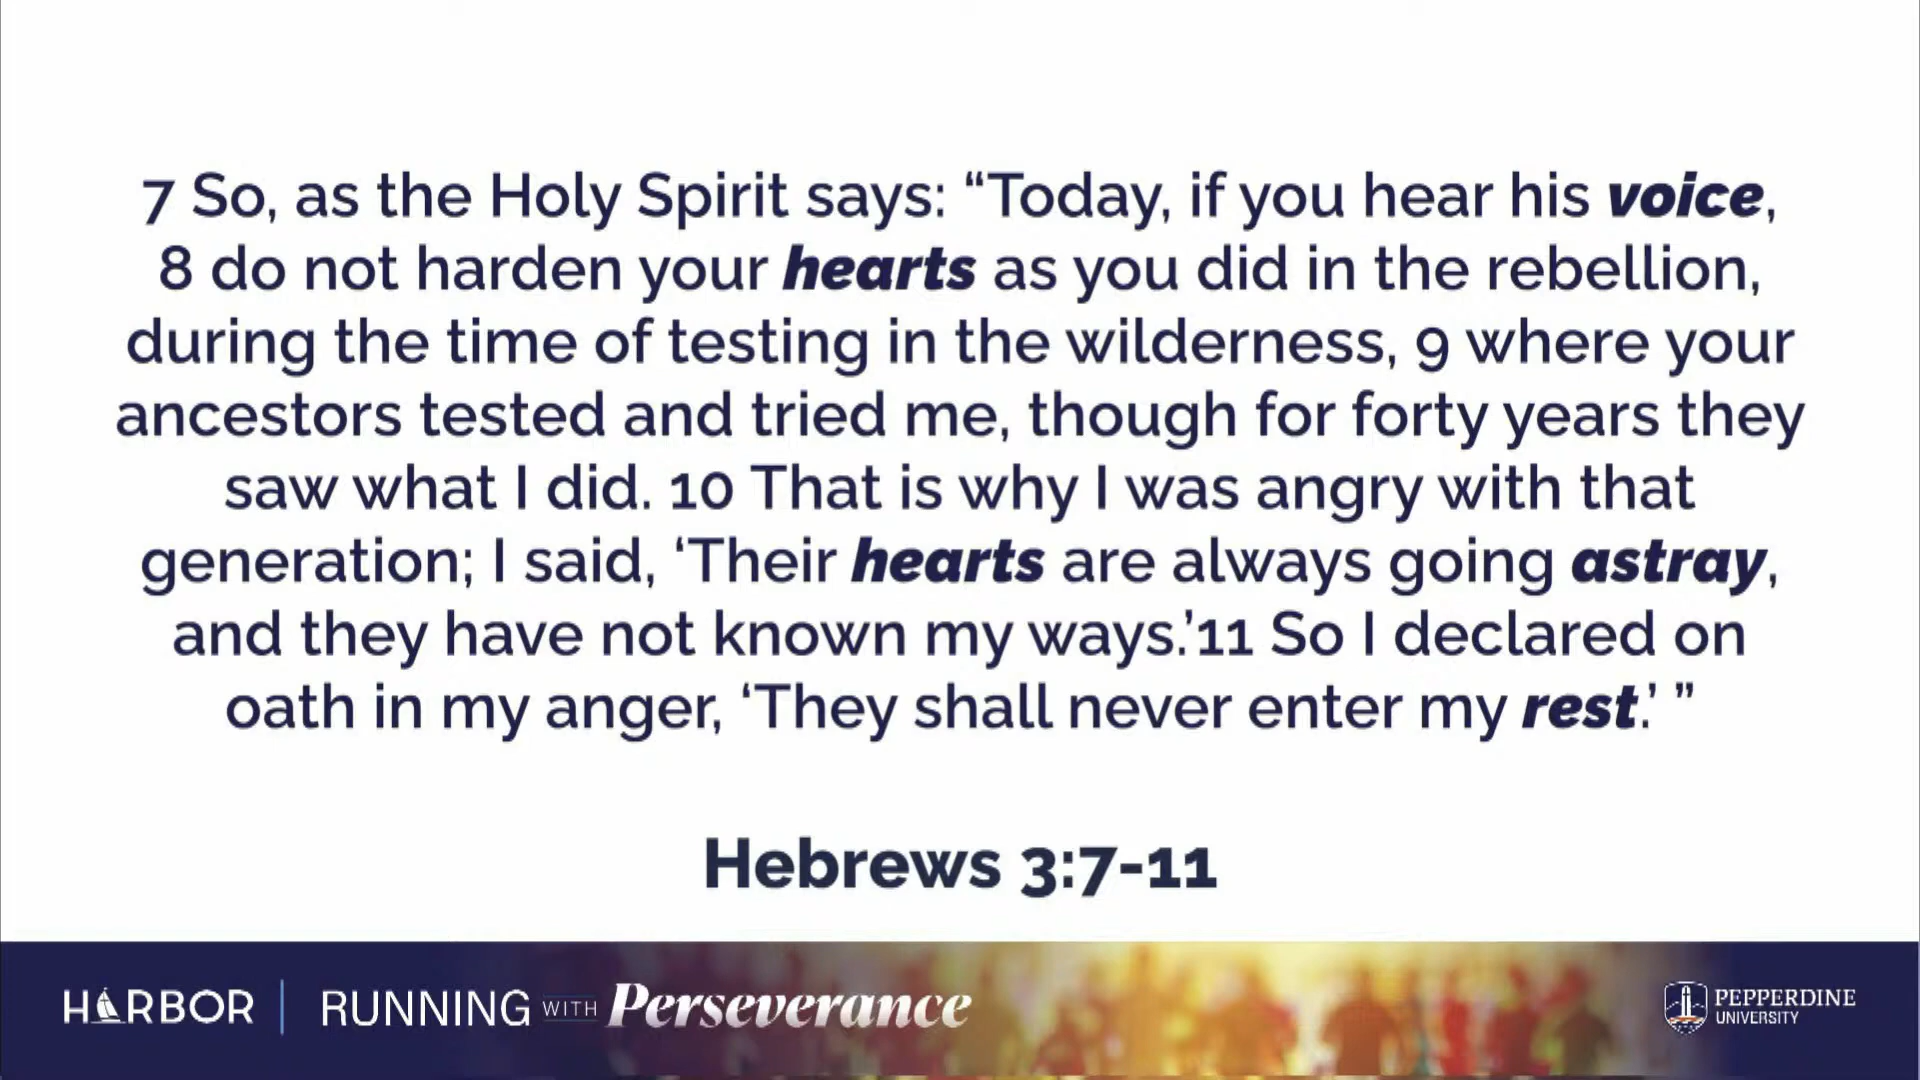 7 So, as the Holy Spirit says: “Today, if you hear his voice,
8 do not harden your hearts as you did in the rebellion,
during the time of testing in the wilderness, 9 where your
ancestors tested and tried me, though for forty years they
saw what I did. 10 That is why I was angry with that
generation; I said, ‘Their hearts are always going astray,
and they have not known my ways.’11 So I declared on
oath in my anger, ‘They shall never enter my rest.’ ”
Hebrews 3:7-11
HARBOR | RUNNING WITH Perseverance
PEPPERDINE
UNIVERSITY